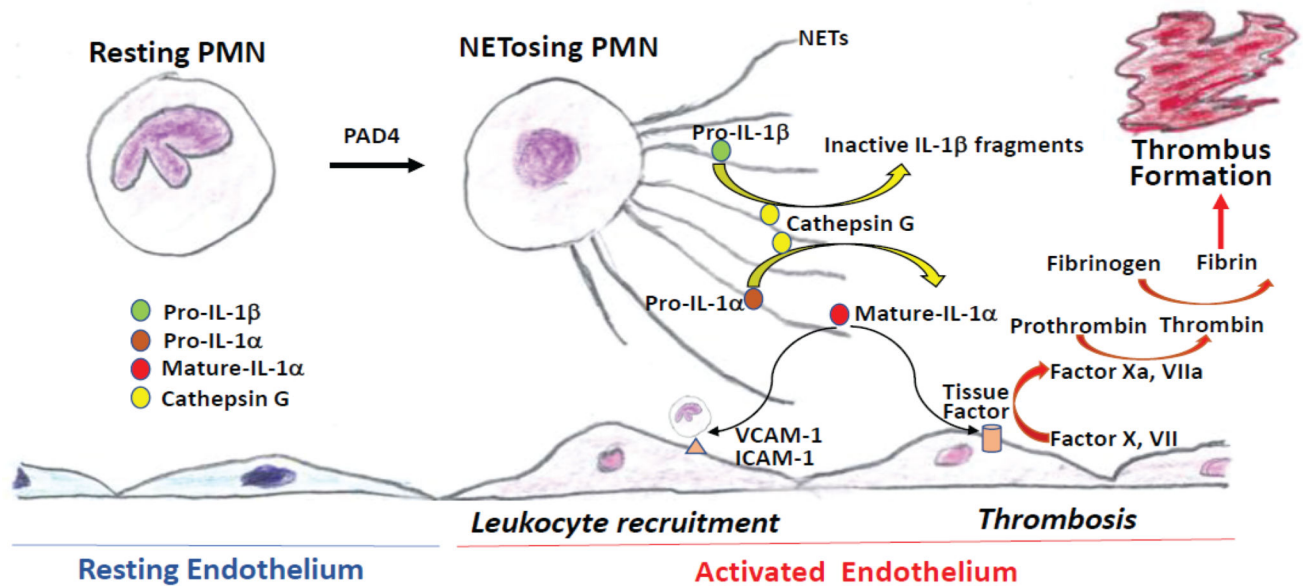 Resting PMN
PAD4
NETosing PMN
NETs
Pro-IL-1β
Inactive IL-1β fragments
Cathepsin G
Pro-IL-1α
Mature-IL-1α
Thrombus
Formation
Fibrinogen
Fibrin
Prothrombin
Thrombin
Factor Xa, VIIa
Tissue
Factor
Factor X, VII
VCAM-1
ICAM-1
Pro-IL-1β
Pro-IL-1α
Mature-IL-1α
Cathepsin G
Leukocyte recruitment
Thrombosis
Resting Endothelium
Activated Endothelium